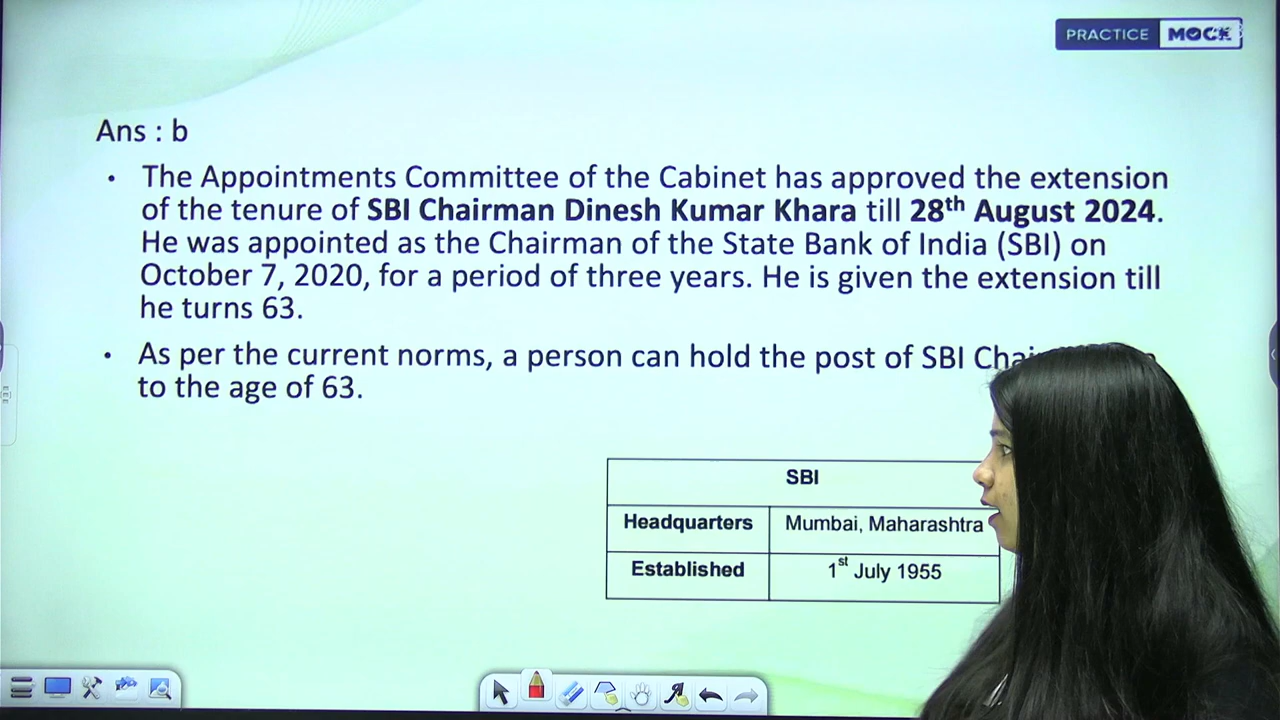 PRACTICE MOCK
Ans : b
• The Appointments Committee of the Cabinet has approved the extension
of the tenure of SBI Chairman Dinesh Kumar Khara till 28th August 2024.
He was appointed as the Chairman of the State Bank of India (SBI) on
October 7, 2020, for a period of three years. He is given the extension till
he turns 63.
• As per the current norms, a person can hold the post of SBI
to the age of 63.
SBI
Headquarters Mumbai, Maharashtra
Established 1st July 1955